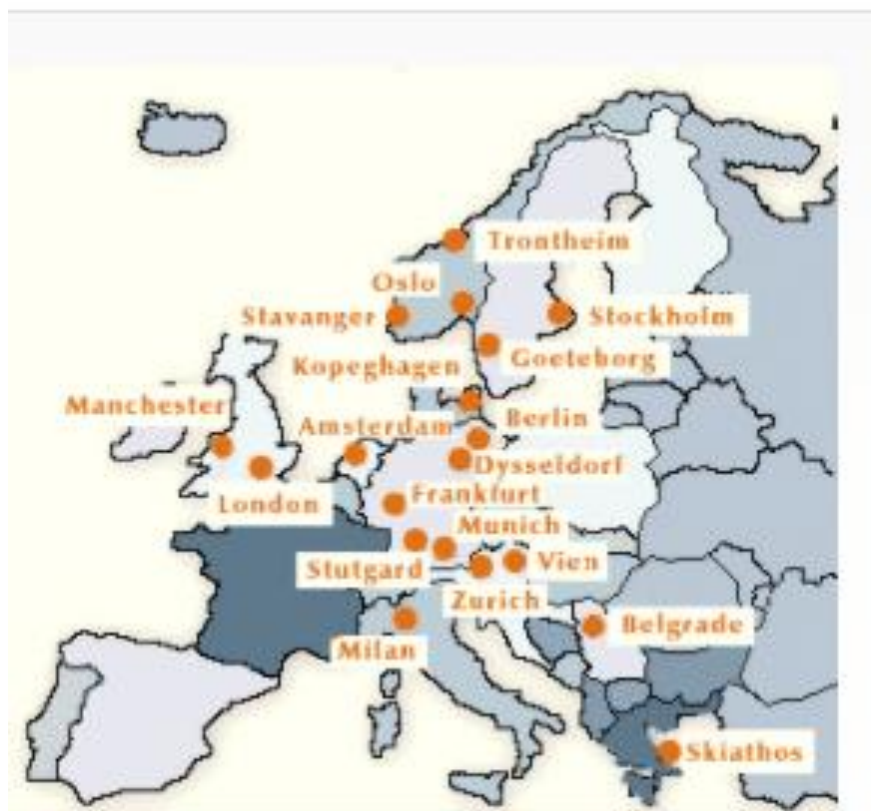 Trontheim
Oslo
Stavanger
Stockholm
Goeteborg
Kopeghagen
Manchester
Amsterdam
Berlin
Dysseldorf
London
Frankfurt
Munich
Stutgard
Vien
Zurich
Belgrade
Milan
Skiathos